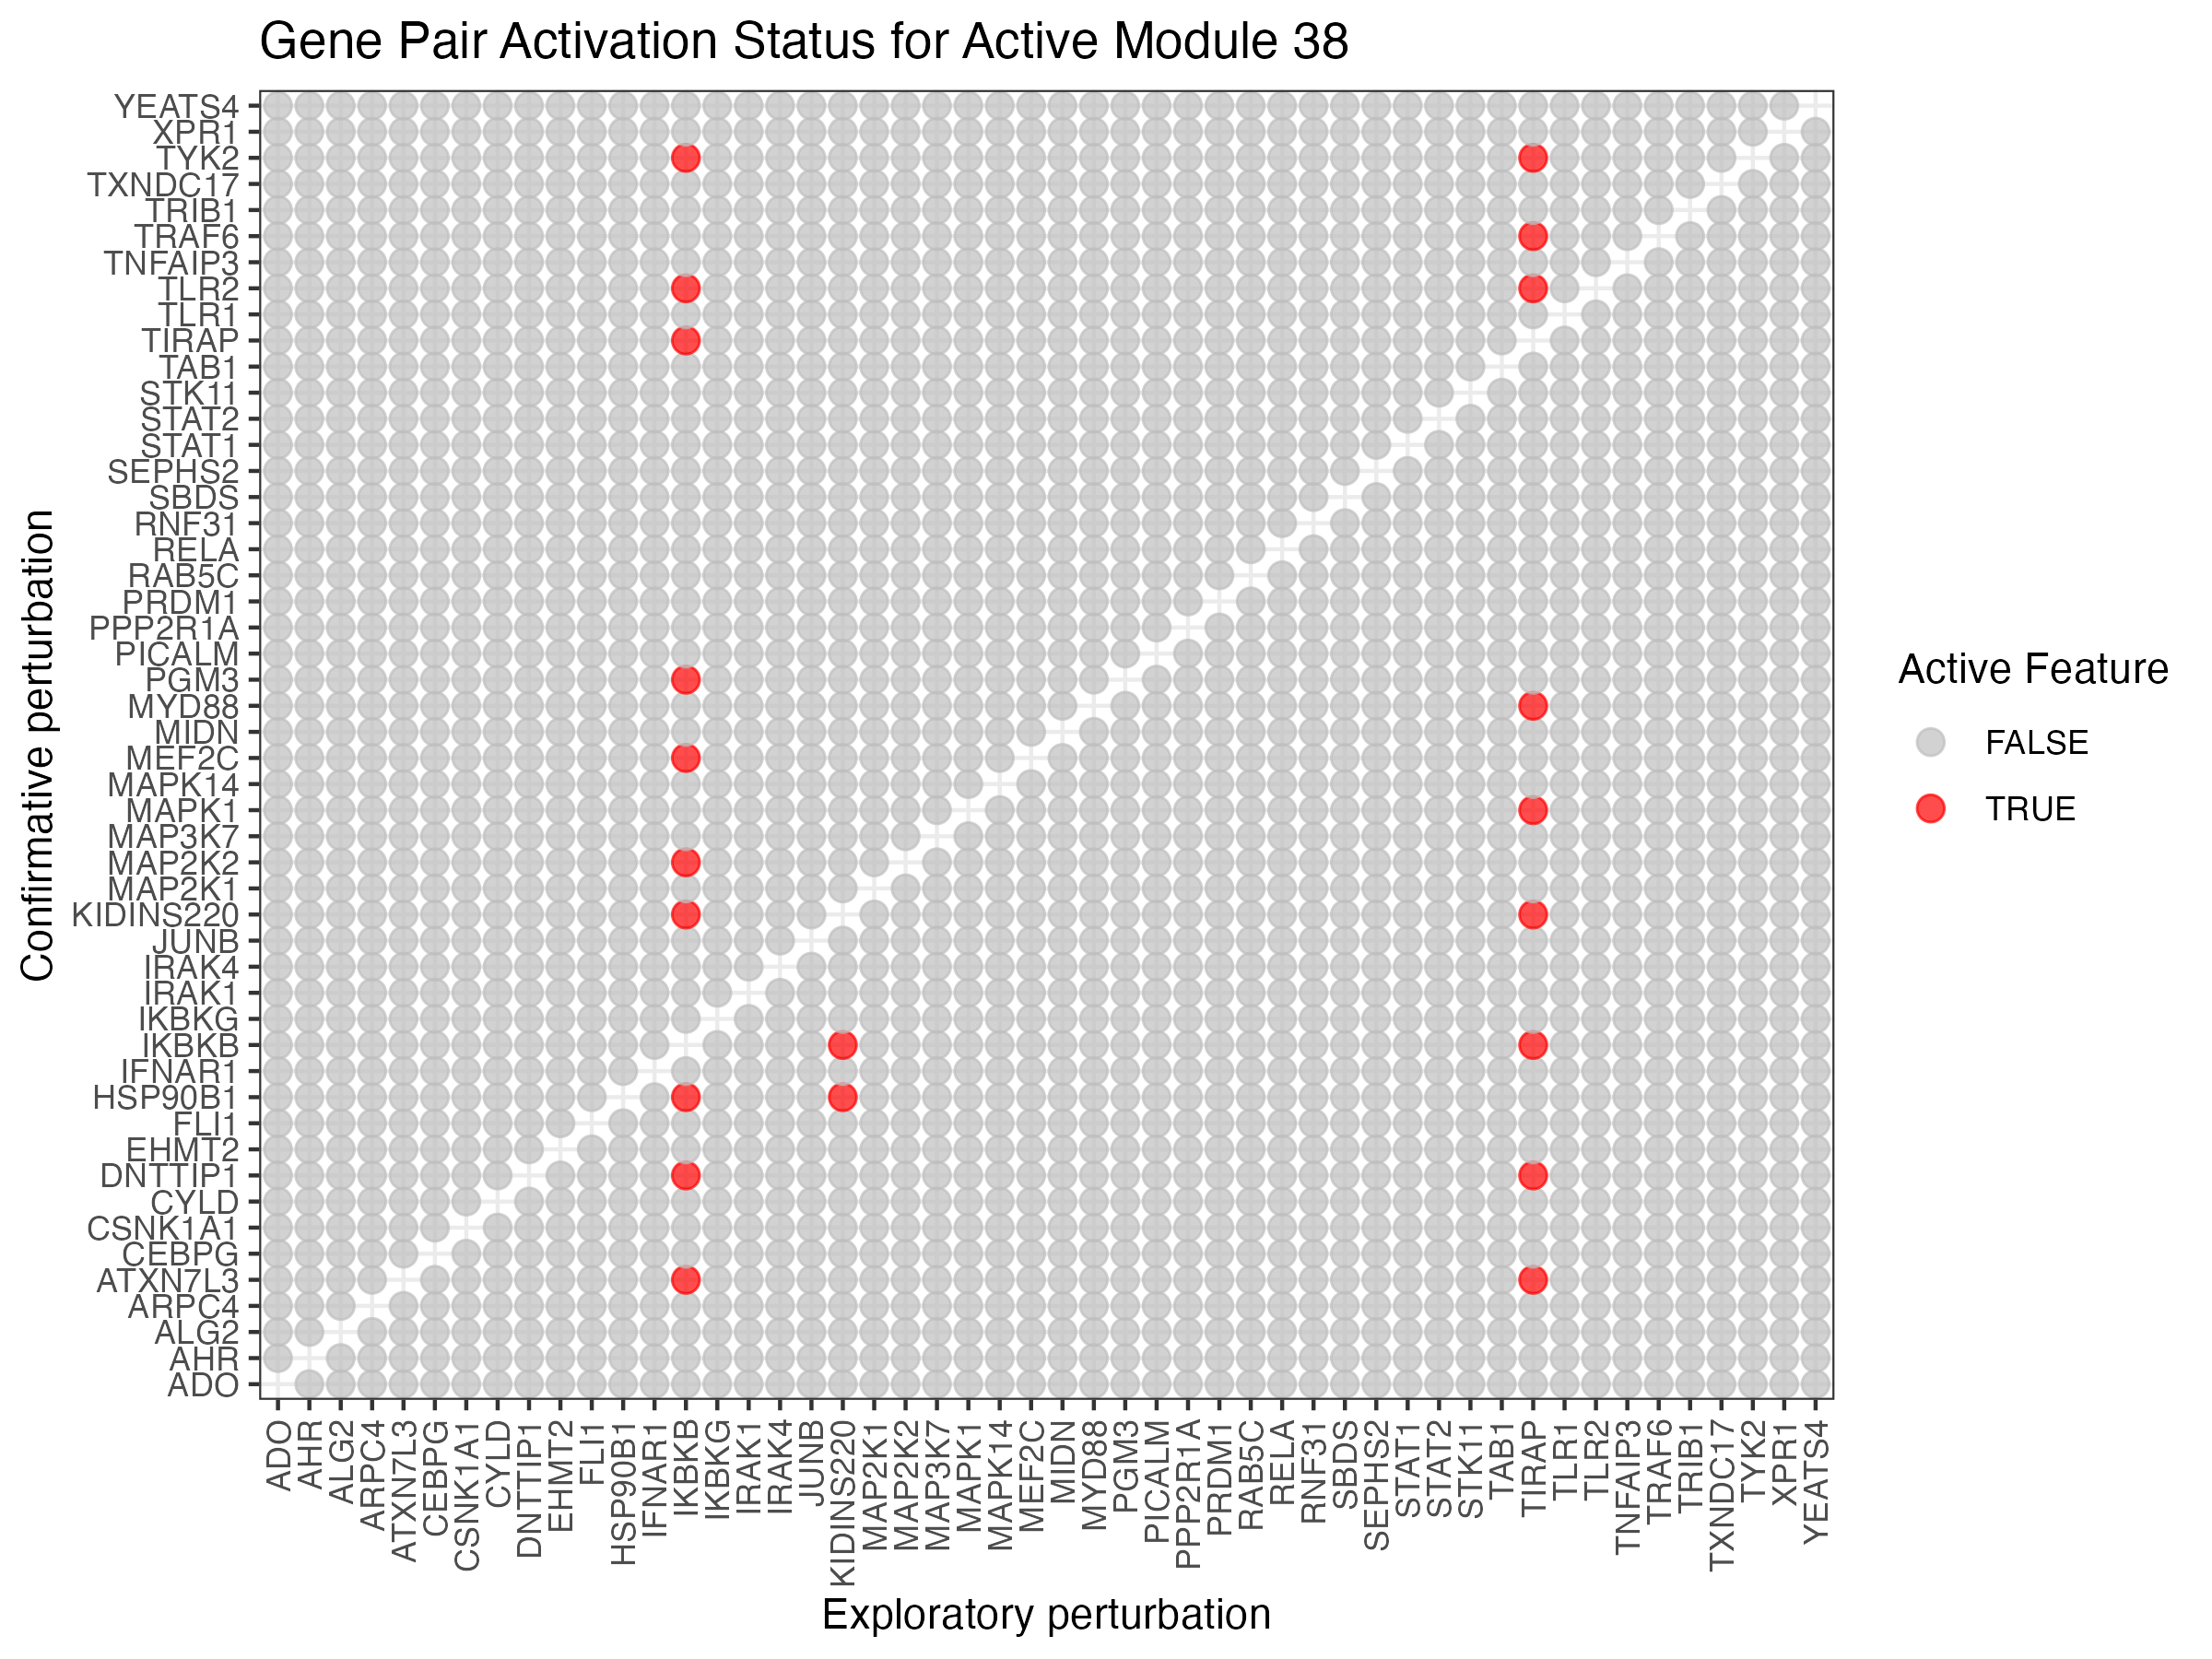 Gene Pair Activation Status for Active Module 38
Confirmative perturbation
YEATS4
XPR1
TYK2
TXNDC17
TRIB1
TRAF6
TNFAIP3
TLR2
TLR1
TIRAP
TAB1
STK11
STAT2
STAT1
SEPHS2
SBDS
RNF31
RELA
RAB5C
PRDM1
PPP2R1A
PICALM
PGM3
MYD88
MIDN
MEF2C
MAPK14
MAPK1
MAP3K7
MAP2K2
MAP2K1
KIDINS220
JUNB
IRAK4
IRAK1
IKBKG
IKBKB
IFNAR1
HSP90B1
FLI1
EHMT2
DNTTIP1
CYLD
CSNK1A1
CEBPG
ATXN7L3
ARPC4
ALG2
AHR
ADO
ADO
AHR
ALG2
ARPC4
ATXN7L3
CEBPG
CSNK1A1
CYLD
DNTTIP1
EHMT2
FLI1
HSP90B1
IFNAR1
IKBKB
IKBKG
IRAK1
IRAK4
JUNB
KIDINS220
MAP2K1
MAP2K2
MAP3K7
MAPK1
MAPK14
MEF2C
MIDN
MYD88
PGM3
PICALM
PPP2R1A
PRDM1
RAB5C
RELA
RNF31
SBDS
SEPHS2
STAT1
STAT2
STK11
TAB1
TIRAP
TLR1
TLR2
TNFAIP3
TRAF6
TRIB1
TXNDC17
TYK2
XPR1
YEATS4
Exploratory perturbation
Active Feature
FALSE
TRUE